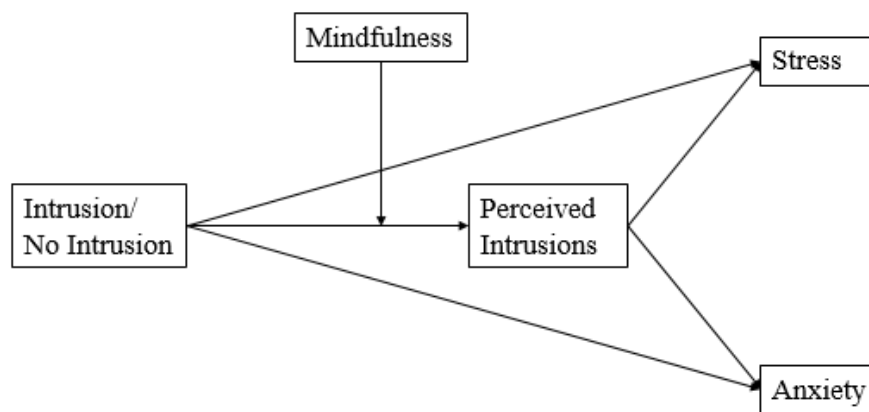 Mindfulness
Stress
Intrusion/
No Intrusion
Perceived
Intrusions
Anxiety